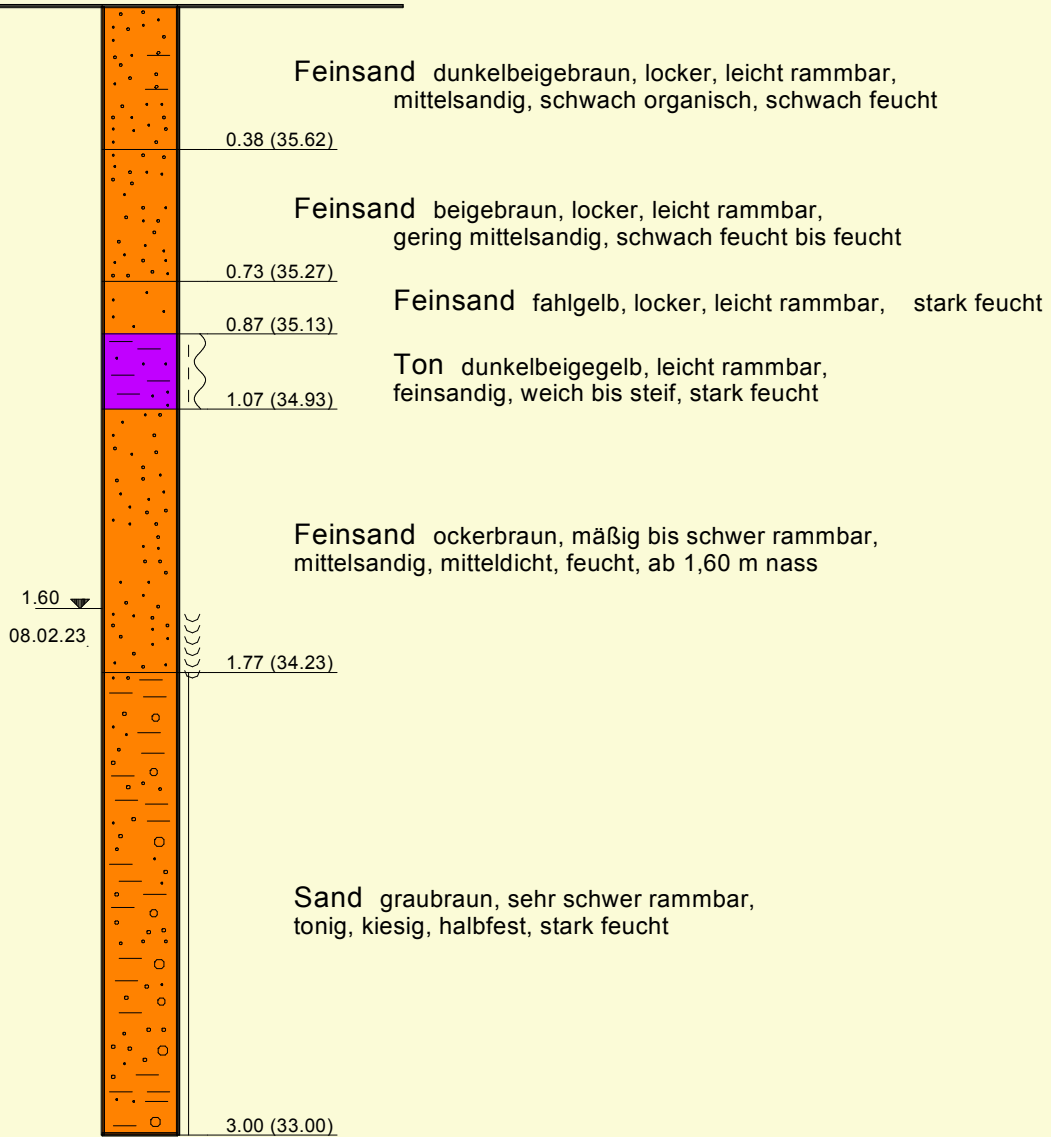 Feinsand dunkelbeigebraun, locker, leicht rammbar,
mittelsandig, schwach organisch, schwach feucht
0.38 (35.62)
Feinsand beigebraun, locker, leicht rammbar,
gering mittelsandig, schwach feucht bis feucht
0.73 (35.27)
Feinsand fahlgelb, locker, leicht rammbar, stark feucht
0.87 (35.13)
Ton dunkelbeigegelb, leicht rammbar,
feinsandig, weich bis steif, stark feucht
1.07 (34.93)
Feinsand ockerbraun, mäßig bis schwer rammbar,
mittelsandig, mitteldicht, feucht, ab 1,60 m nass
1.60
08.02.23
1.77 (34.23)
Sand graubraun, sehr schwer rammbar,
tonig, kiesig, halbfest, stark feucht
3.00 (33.00)